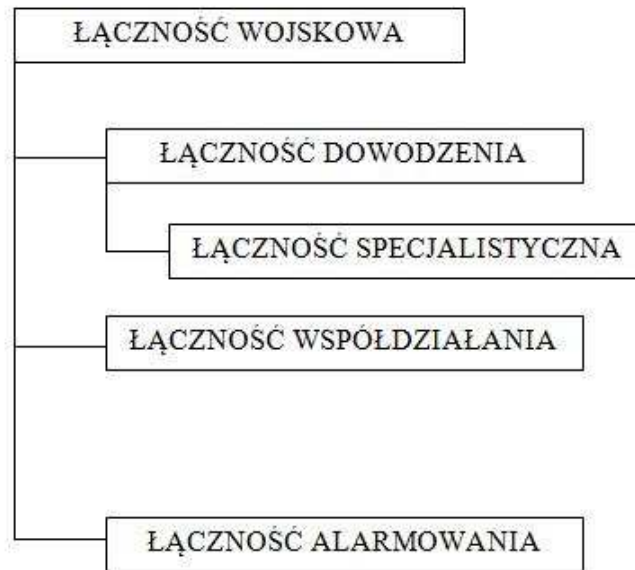 ŁĄCZNOŚĆ WOJSKOWA
ŁĄCZNOŚĆ DOWODZENIA
ŁĄCZNOŚĆ SPECJALISTYCZNA
ŁĄCZNOŚĆ WSPÓŁDZIAŁANIA
ŁĄCZNOŚĆ ALARMOWANIA